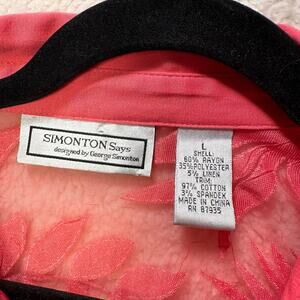 SIMONTON Says
designed by George Simonton
L
SHELL:
60% RAYON
35% POLYESTER
5% LINEN
TRIM:
97% COTTON
3% SPANDEX
MADE IN CHINA
RN 87935